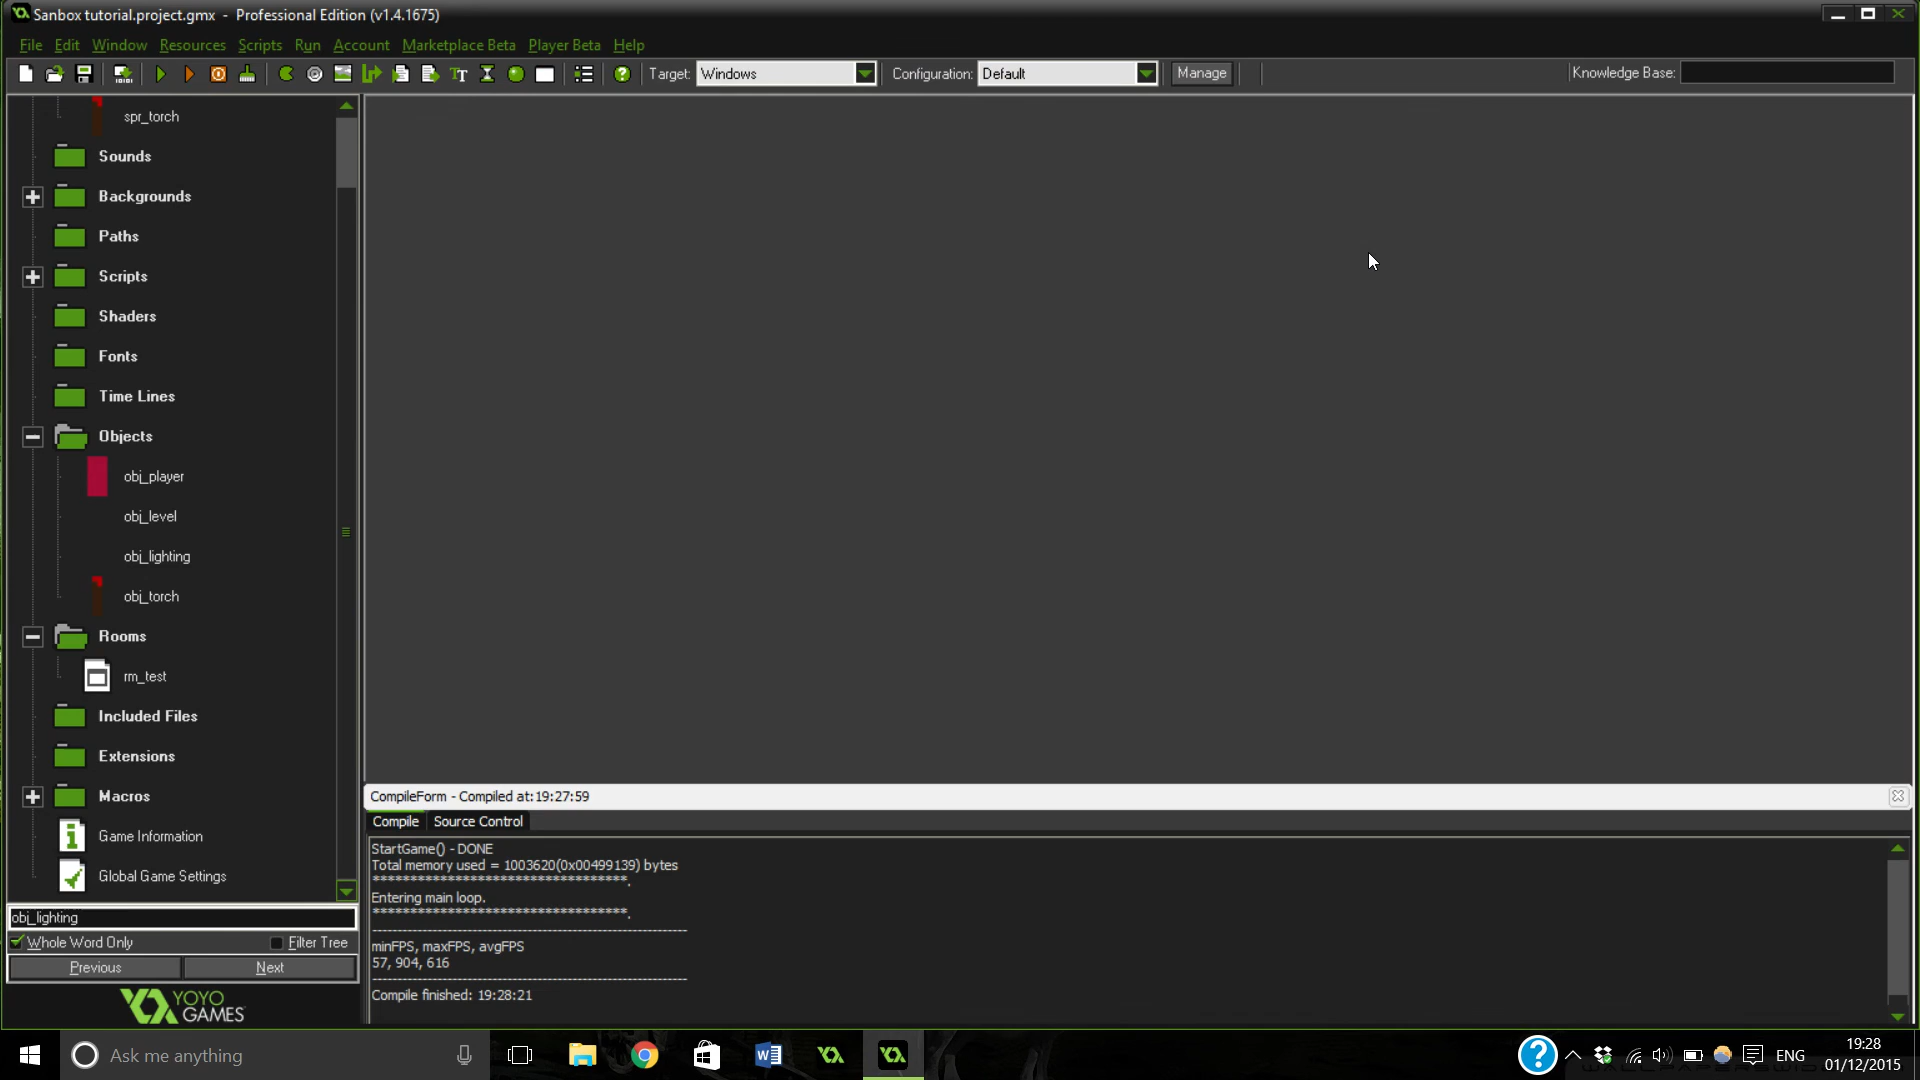 Sanbox tutorial.project.gmx - Professional Edition (v1.4.1675)
File Edit Window Resources Scripts Run Account Marketplace Beta Player Beta Help
Target: Windows Configuration: Default Manage Knowledge Base:
spr_torch
Sounds
Backgrounds
Paths
Scripts
Shaders
Fonts
Time Lines
Objects
obj_player
obj_level
obj_lighting
obj_torch
Rooms
rm_test
Included Files
Extensions
Macros
Game Information
Global Game Settings
obj_lighting
Whole Word Only Filter Tree
Previous Next
YOYO
GAMES
CompileForm - Compiled at:19:27:59
Compile Source Control
StartGame() - DONE
Total memory used = 1003620(0x00499139) bytes
***********************************.
Entering main loop.
***********************************.
minFPS, maxFPS, avgFPS
57, 904, 616
Compile finished: 19:28:21
Ask me anything
ENG
19:28
01/12/2015